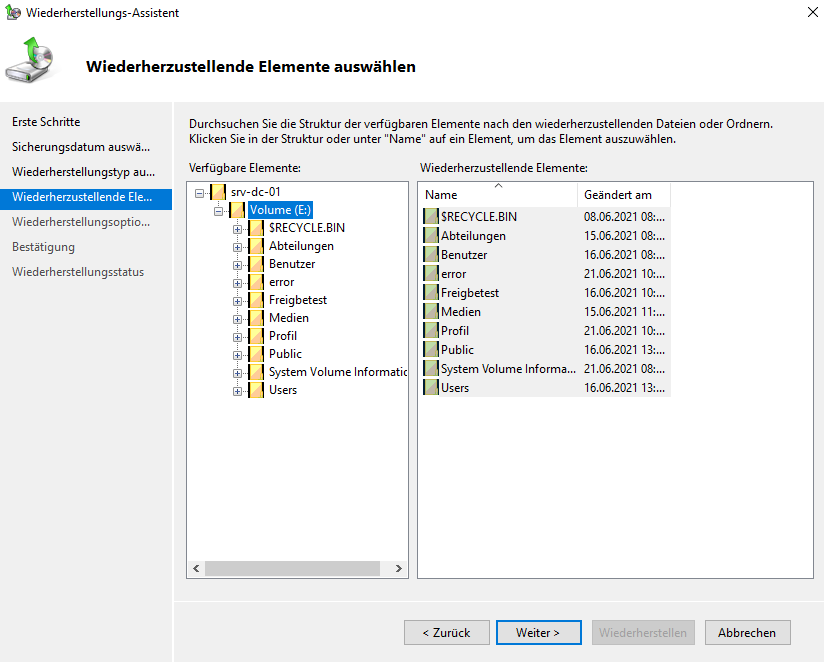 Wiederherstellungs-Assistent
Wiederherzustellende Elemente auswählen
Erste Schritte
Sicherungsdatum auswä...
Wiederherstellungstyp au...
Wiederherzustellende Ele...
Wiederherstellungsoptio...
Bestätigung
Wiederherstellungsstatus
Durchsuchen Sie die Struktur der verfügbaren Elemente nach den wiederherzustellenden Dateien oder Ordnern.
Klicken Sie in der Struktur oder unter "Name" auf ein Element, um das Element auszuwählen.
Verfügbare Elemente:
srv-dc-01
Volume (E:)
$RECYCLE.BIN
Abteilungen
Benutzer
error
Freigbetest
Medien
Profil
Public
System Volume Informatic
Users
Wiederherzustellende Elemente:
Name Geändert am
$RECYCLE.BIN 08.06.2021 08:...
Abteilungen 15.06.2021 08:...
Benutzer 16.06.2021 08:...
error 21.06.2021 10:...
Freigbetest 16.06.2021 10:...
Medien 15.06.2021 11:...
Profil 21.06.2021 10:...
Public 16.06.2021 13:...
System Volume Informa... 21.06.2021 08:...
Users 16.06.2021 13:...
< Zurück Weiter > Wiederherstellen Abbrechen